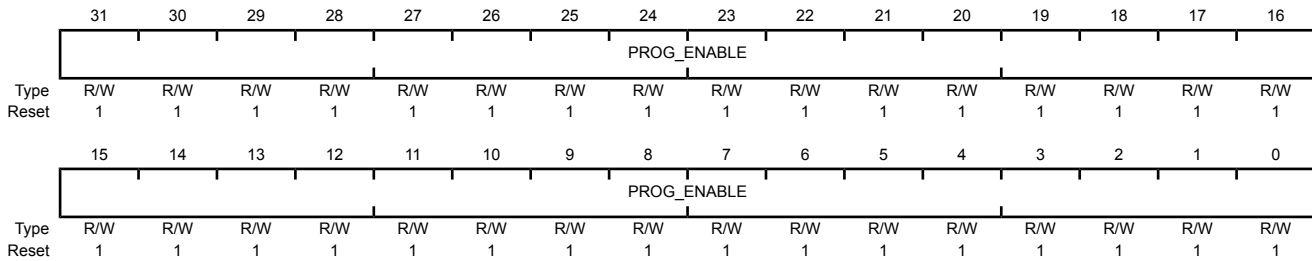 31 30 29 28 27 26 25 24 23 22 21 20 19 18 17 16
PROG_ENABLE
Type R/W R/W R/W R/W R/W R/W R/W R/W R/W R/W R/W R/W R/W R/W R/W R/W
Reset 1 1 1 1 1 1 1 1 1 1 1 1 1 1 1 1
15 14 13 12 11 10 9 8 7 6 5 4 3 2 1 0
PROG_ENABLE
Type R/W R/W R/W R/W R/W R/W R/W R/W R/W R/W R/W R/W R/W R/W R/W R/W
Reset 1 1 1 1 1 1 1 1 1 1 1 1 1 1 1 1